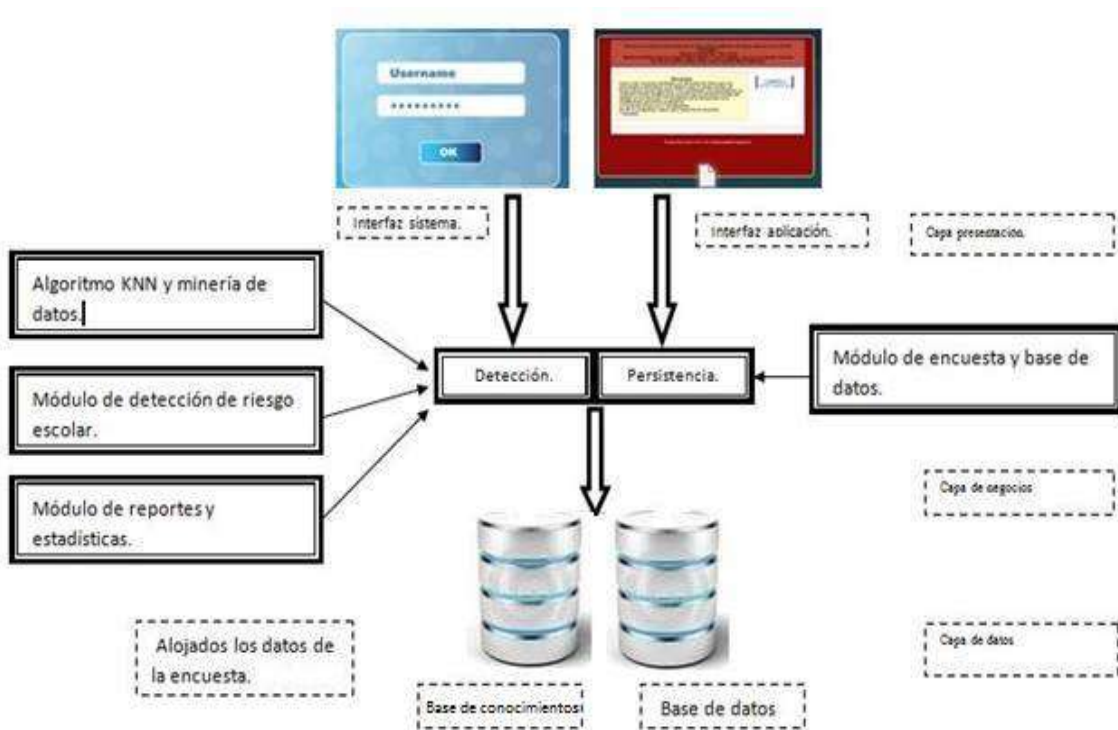 Username
*********
OK
Interfaz sistema.
Interfaz aplicación.
Capa presentacion.
Algoritmo KNN y minería de
datos.
Módulo de detección de riesgo
escolar.
Módulo de reportes y
estadísticas.
Detección.
Persistencia.
Módulo de encuesta y base de
datos.
Capa de negocios
Alojados los datos de
la encuesta.
Base de conocimientos
Base de datos
Capa de datos